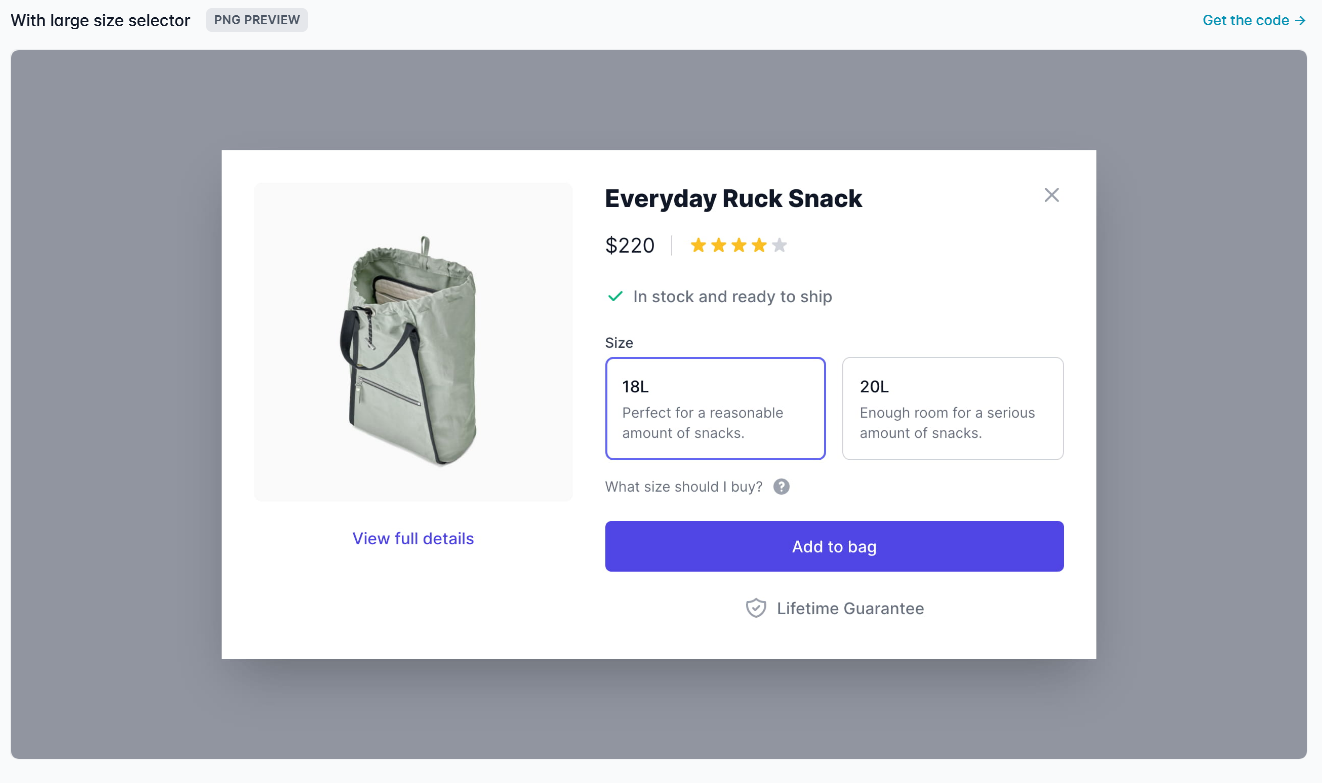 With large size selector
PNG PREVIEW
Get the code →
Everyday Ruck Snack
$220
In stock and ready to ship
Size
18L
Perfect for a reasonable
amount of snacks.
20L
Enough room for a serious
amount of snacks.
What size should I buy? ?
View full details
Add to bag
Lifetime Guarantee